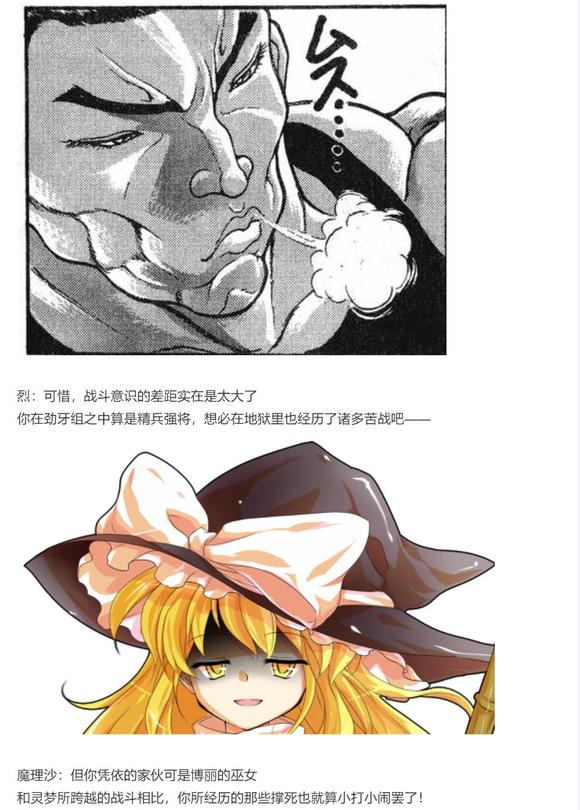 ムス……
烈：可惜，战斗意识的差距实在是太大了
你在劲牙组之中算是精兵强将，想必在地狱里也经历了诸多苦战吧——
魔理沙：但你凭依的家伙可是博丽的巫女
和灵梦所跨越的战斗相比，你所经历的那些撑死也就算小打小闹罢了！